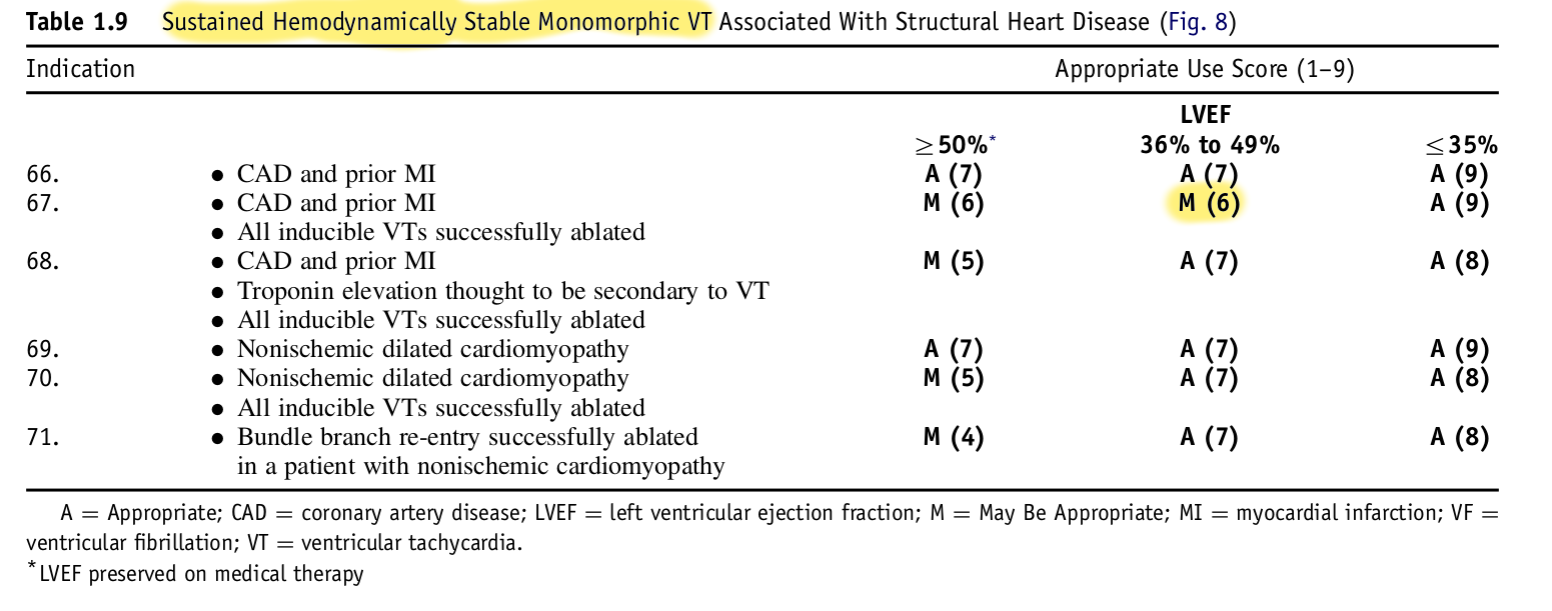 Table 1.9 Sustained Hemodynamically Stable Monomorphic VT Associated With Structural Heart Disease (Fig. 8)
Indication Appropriate Use Score (1–9)
LVEF
≥50%* 36% to 49% ≤35%
66. • CAD and prior MI A (7) A (7) A (9)
67. • CAD and prior MI M (6) M (6) A (9)
• All inducible VTs successfully ablated
68. • CAD and prior MI M (5) A (7) A (8)
• Troponin elevation thought to be secondary to VT
• All inducible VTs successfully ablated
69. • Nonischemic dilated cardiomyopathy A (7) A (7) A (9)
70. • Nonischemic dilated cardiomyopathy M (5) A (7) A (8)
• All inducible VTs successfully ablated
71. • Bundle branch re-entry successfully ablated M (4) A (7) A (8)
in a patient with nonischemic cardiomyopathy
A = Appropriate; CAD = coronary artery disease; LVEF = left ventricular ejection fraction; M = May Be Appropriate; MI = myocardial infarction; VF =
ventricular fibrillation; VT = ventricular tachycardia.
*LVEF preserved on medical therapy